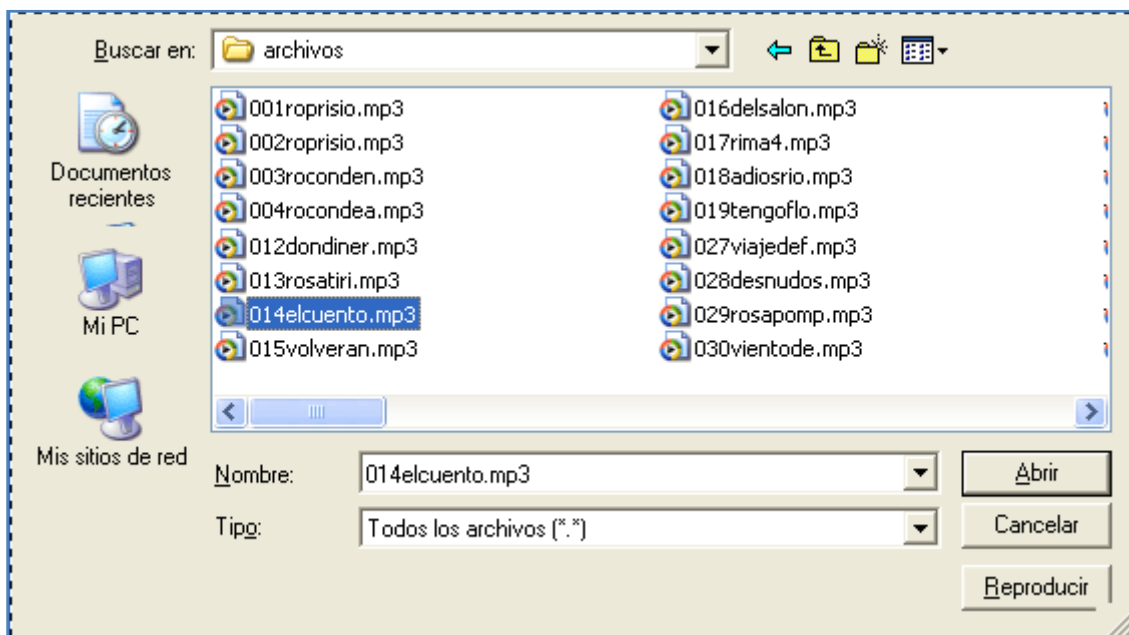 Buscar en: archivos
Documentos
recientes
Mi PC
Mis sitios de red
001roprisio.mp3
002roprisio.mp3
003roconden.mp3
004rocondea.mp3
012dondiner.mp3
013rosatiri.mp3
014elcuento.mp3
015volveran.mp3
016delsalon.mp3
017rima4.mp3
018adiosrio.mp3
019tengoflo.mp3
027viajedef.mp3
028desnudos.mp3
029rosapomp.mp3
030vientode.mp3
Nombre: 014elcuento.mp3 Abrir
Tipo: Todos los archivos (*.*) Cancelar
Reproducir